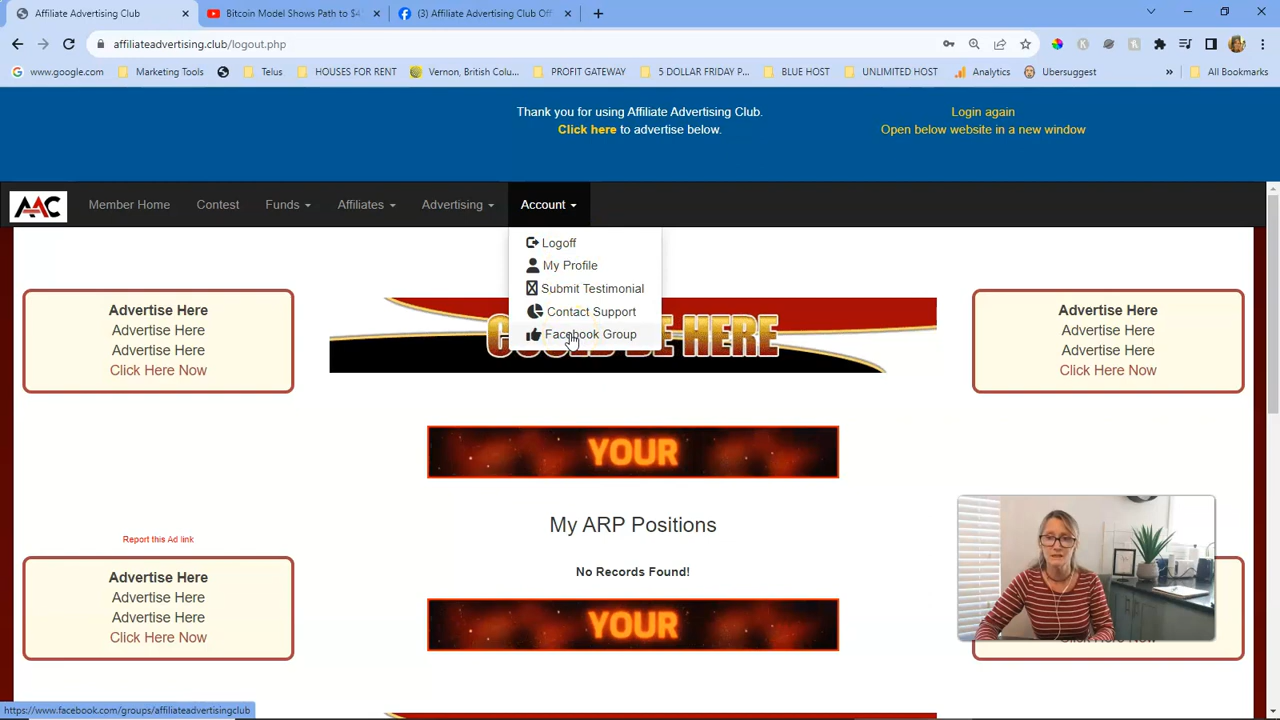 Affiliate Advertising Club
Bitcoin Model Shows Path to $4
(3) Affiliate Advertising Club Off
affiliateadvertising.club/logout.php
www.google.com
Marketing Tools
Telus
HOUSES FOR RENT
Vernon, British Colu...
PROFIT GATEWAY
5 DOLLAR FRIDAY P...
BLUE HOST
UNLIMITED HOST
Analytics
Ubersuggest
»
All Bookmarks
Thank you for using Affiliate Advertising Club.
Click here to advertise below.
Login again
Open below website in a new window
AAC
Member Home
Contest
Funds
Affiliates
Advertising
Account
Logoff
My Profile
Submit Testimonial
Contact Support
Facebook Group
Advertise Here
Advertise Here
Advertise Here
Click Here Now
BE HERE
Advertise Here
Advertise Here
Advertise Here
Click Here Now
YOUR
My ARP Positions
No Records Found!
Report this Ad link
Advertise Here
Advertise Here
Advertise Here
Click Here Now
YOUR
Click Here Now
https://www.facebook.com/groups/affiliateadvertisingclub